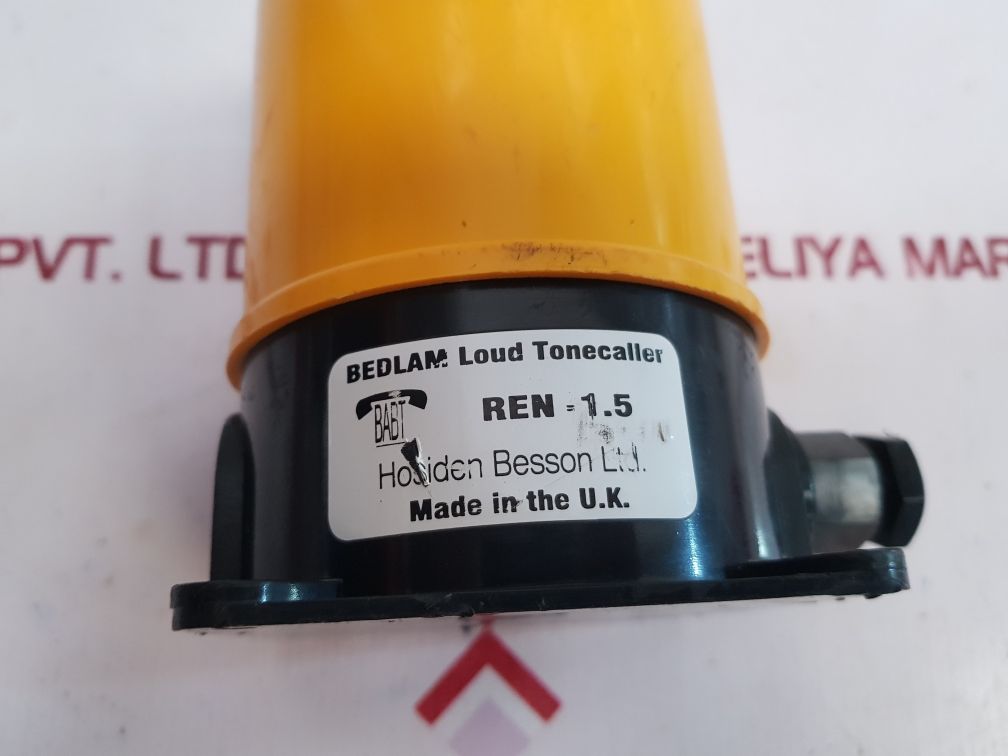 PVT. LTD
ELIYA MAR
BEDLAM Loud Tonecaller
BABT
REN - 1.5
Hosiden Besson Ltd.
Made in the U.K.